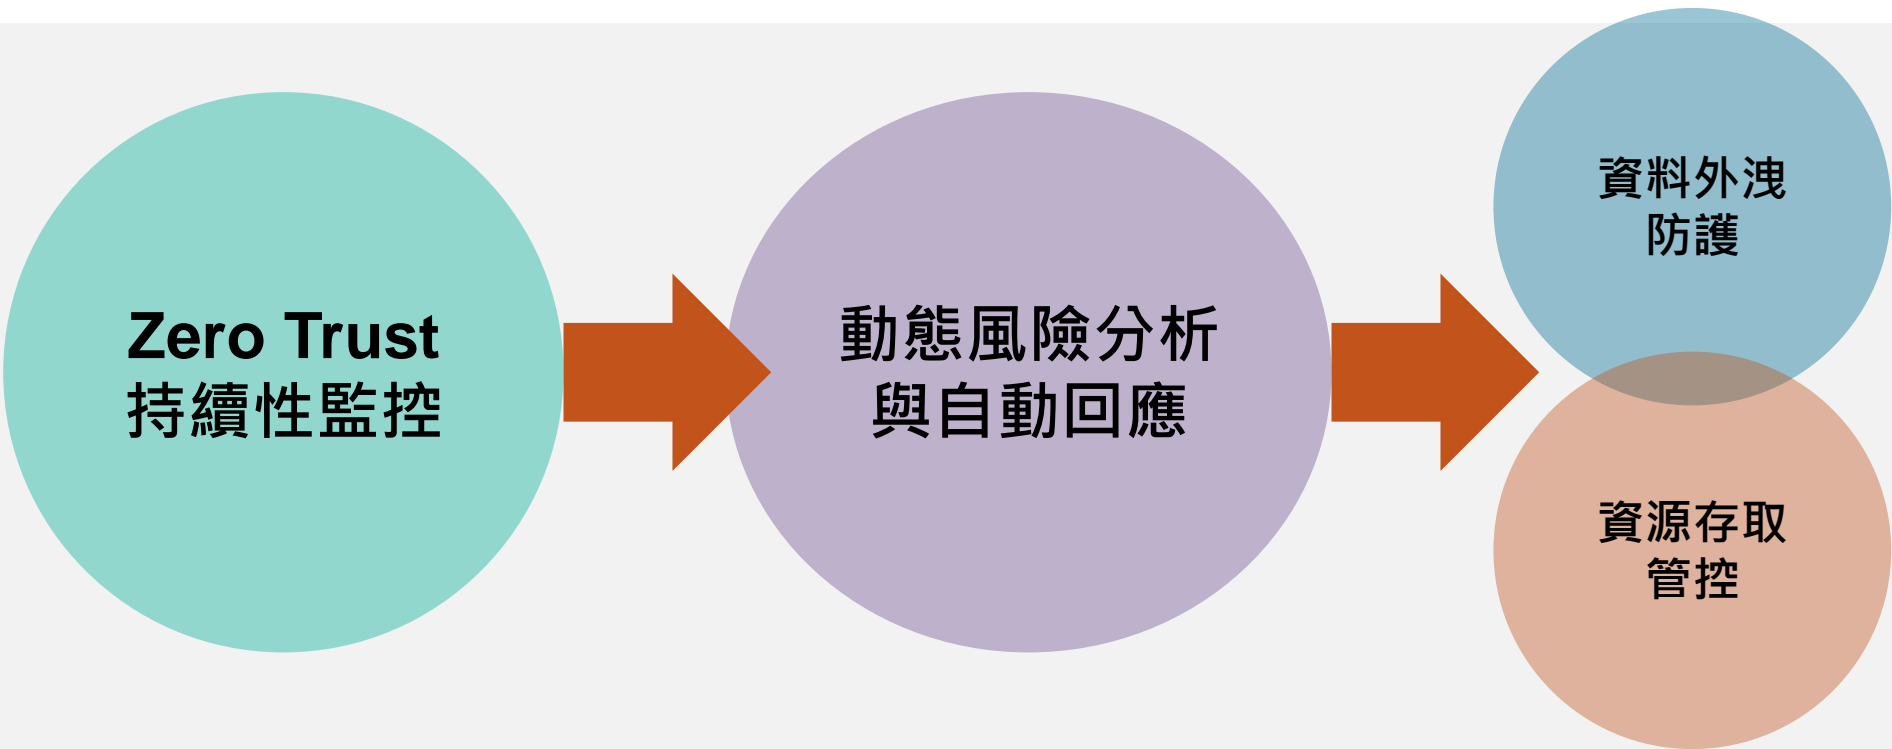 Zero Trust
持續性監控
動態風險分析
與自動回應
資料外洩
防護
資源存取
管控